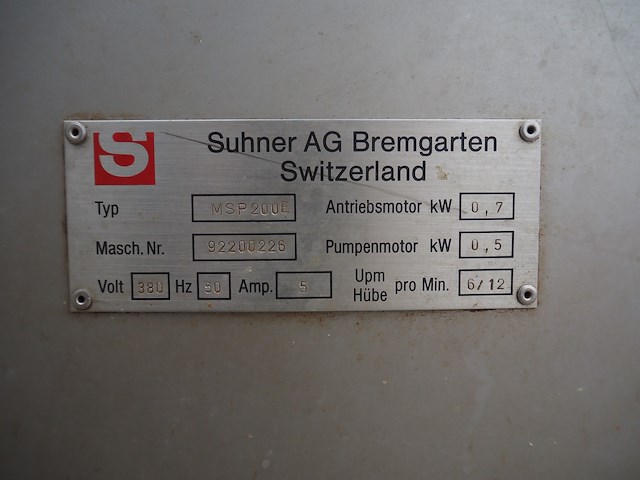 S
Suhner AG Bremgarten
Switzerland
Typ MSP200E Antriebsmotor kW 0,7
Masch. Nr. 92200226 Pumpenmotor kW 0,5
Volt 380 Hz 50 Amp. 5 Upm Hübe pro Min. 6/12